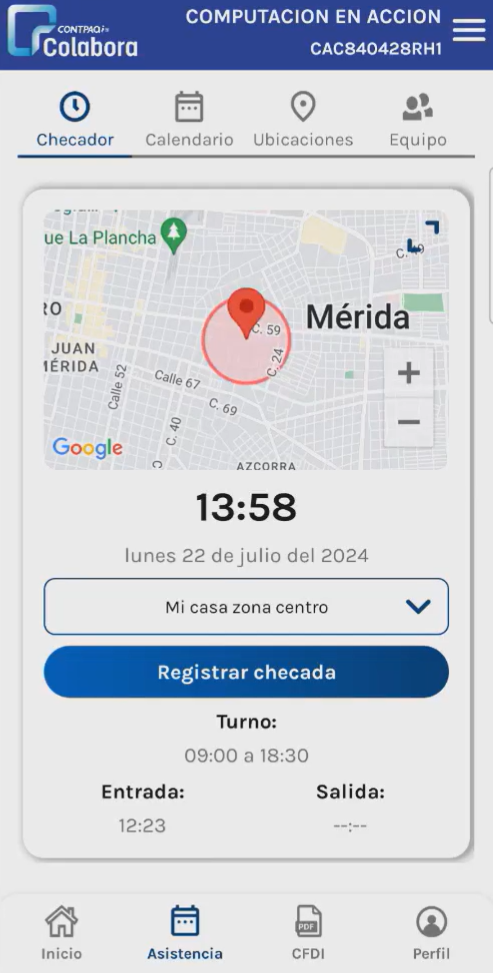 CONTPAQi
Colabora
COMPUTACION EN ACCION
CAC840428RH1
Checador
Calendario
Ubicaciones
Equipo
ue La Plancha
RO
JUAN
MÉRIDA
Mérida
C. 59
C. 24
Calle 52
Calle 67
C. 69
C. 40
AZCORRA
+
−
Google
13:58
lunes 22 de julio del 2024
Mi casa zona centro
Registrar checada
Turno:
09:00 a 18:30
Entrada:
Salida:
12:23
--:--
PDF
Inicio
Asistencia
CFDI
Perfil